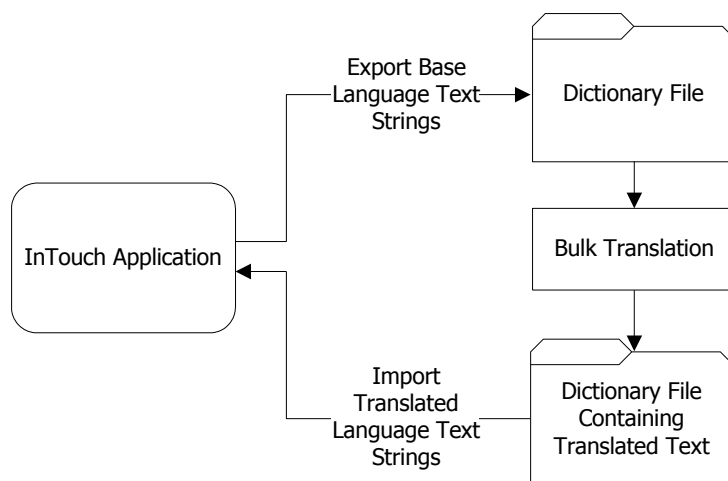 Export Base
Language Text
Strings
Dictionary File
InTouch Application
Bulk Translation
Import
Translated
Language Text
Strings
Dictionary File
Containing
Translated Text